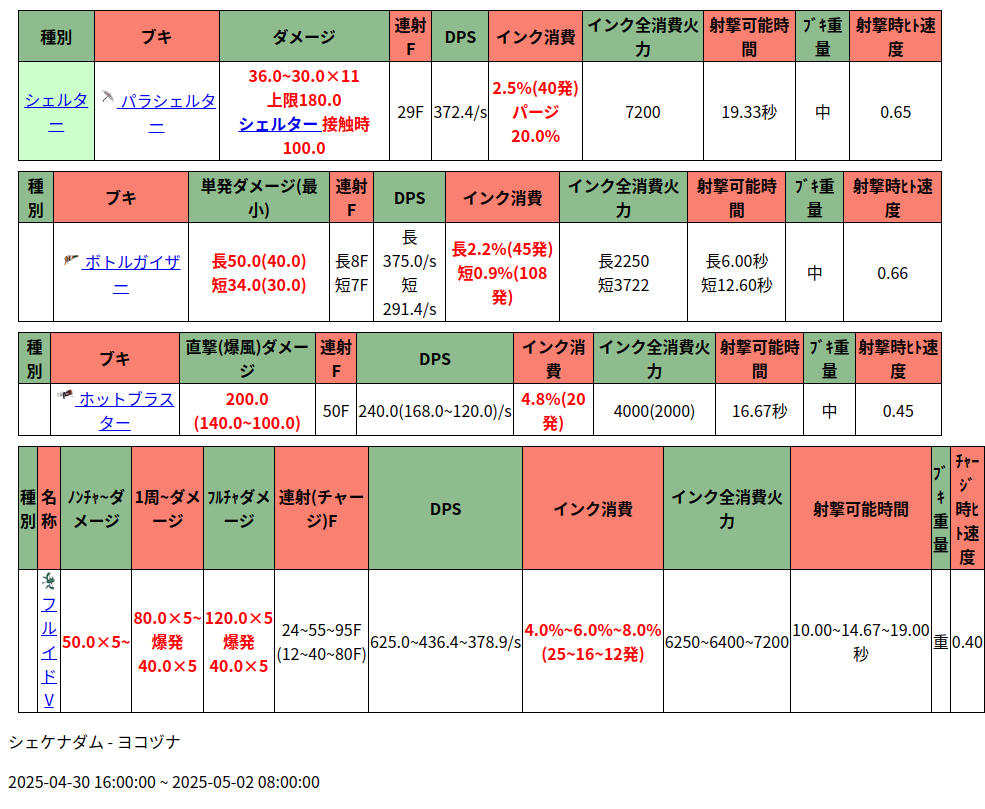 種別 ブキ ダメージ 連射F DPS インク消費 インク全消費火力 射撃可能時間 ﾌﾞｷ重量 射撃時ﾋﾄ速度
シェルター パラシェルター 36.0~30.0×11 上限180.0 シェルター接触時100.0 29F 372.4/s 2.5%(40発) パージ 20.0% 7200 19.33秒 中 0.65
種別 ブキ 単発ダメージ(最小) 連射F DPS インク消費 インク全消費火力 射撃可能時間 ﾌﾞｷ重量 射撃時ﾋﾄ速度
ボトルガイザー 長50.0(40.0) 短34.0(30.0) 長8F 短7F 長375.0/s 短291.4/s 長2.2%(45発) 短0.9%(108発) 長2250 短3722 長6.00秒 短12.60秒 中 0.66
種別 ブキ 直撃(爆風)ダメージ 連射F DPS インク消費 インク全消費火力 射撃可能時間 ﾌﾞｷ重量 射撃時ﾋﾄ速度
ホットブラスター 200.0 (140.0~100.0) 50F 240.0(168.0~120.0)/s 4.8%(20発) 4000(2000) 16.67秒 中 0.45
種別 名称 ﾉﾝﾁｬ~ダメージ 1周~ダメージ ﾌﾙﾁｬダメージ 連射(チャージ)F DPS インク消費 インク全消費火力 射撃可能時間 ﾌﾞｷ重量 ﾁｬｰｼﾞ時ﾋﾄ速度
フルイドV 50.0×5~ 80.0×5~ 爆発 40.0×5 120.0×5 爆発 40.0×5 24~55~95F (12~40~80F) 625.0~436.4~378.9/s 4.0%~6.0%~8.0% (25~16~12発) 6250~6400~7200 10.00~14.67~19.00秒 重 0.40
シェケナダム - ヨコヅナ
2025-04-30 16:00:00 ~ 2025-05-02 08:00:00